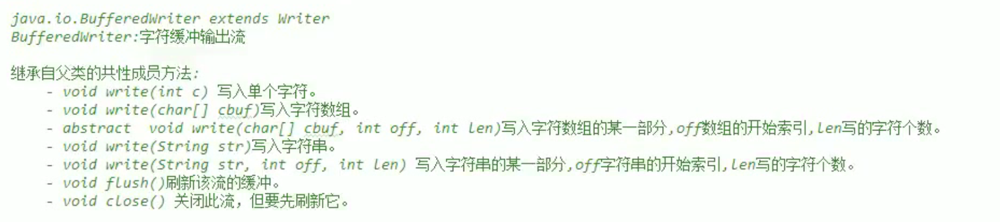 java.io.BufferedWriter extends Writer
BufferedWriter:字符缓冲输出流
继承自父类的共性成员方法:
- void write(int c) 写入单个字符。
- void write(char[] cbuf)写入字符数组。
- abstract  void write(char[] cbuf, int off, int len)写入字符数组的某一部分,off数组的开始索引,len写的字符个数。
- void write(String str)写入字符串。
- void write(String str, int off, int len) 写入字符串的某一部分,off字符串的开始索引,len写的字符个数。
- void flush()刷新该流的缓冲。
- void close() 关闭此流，但要先刷新它。